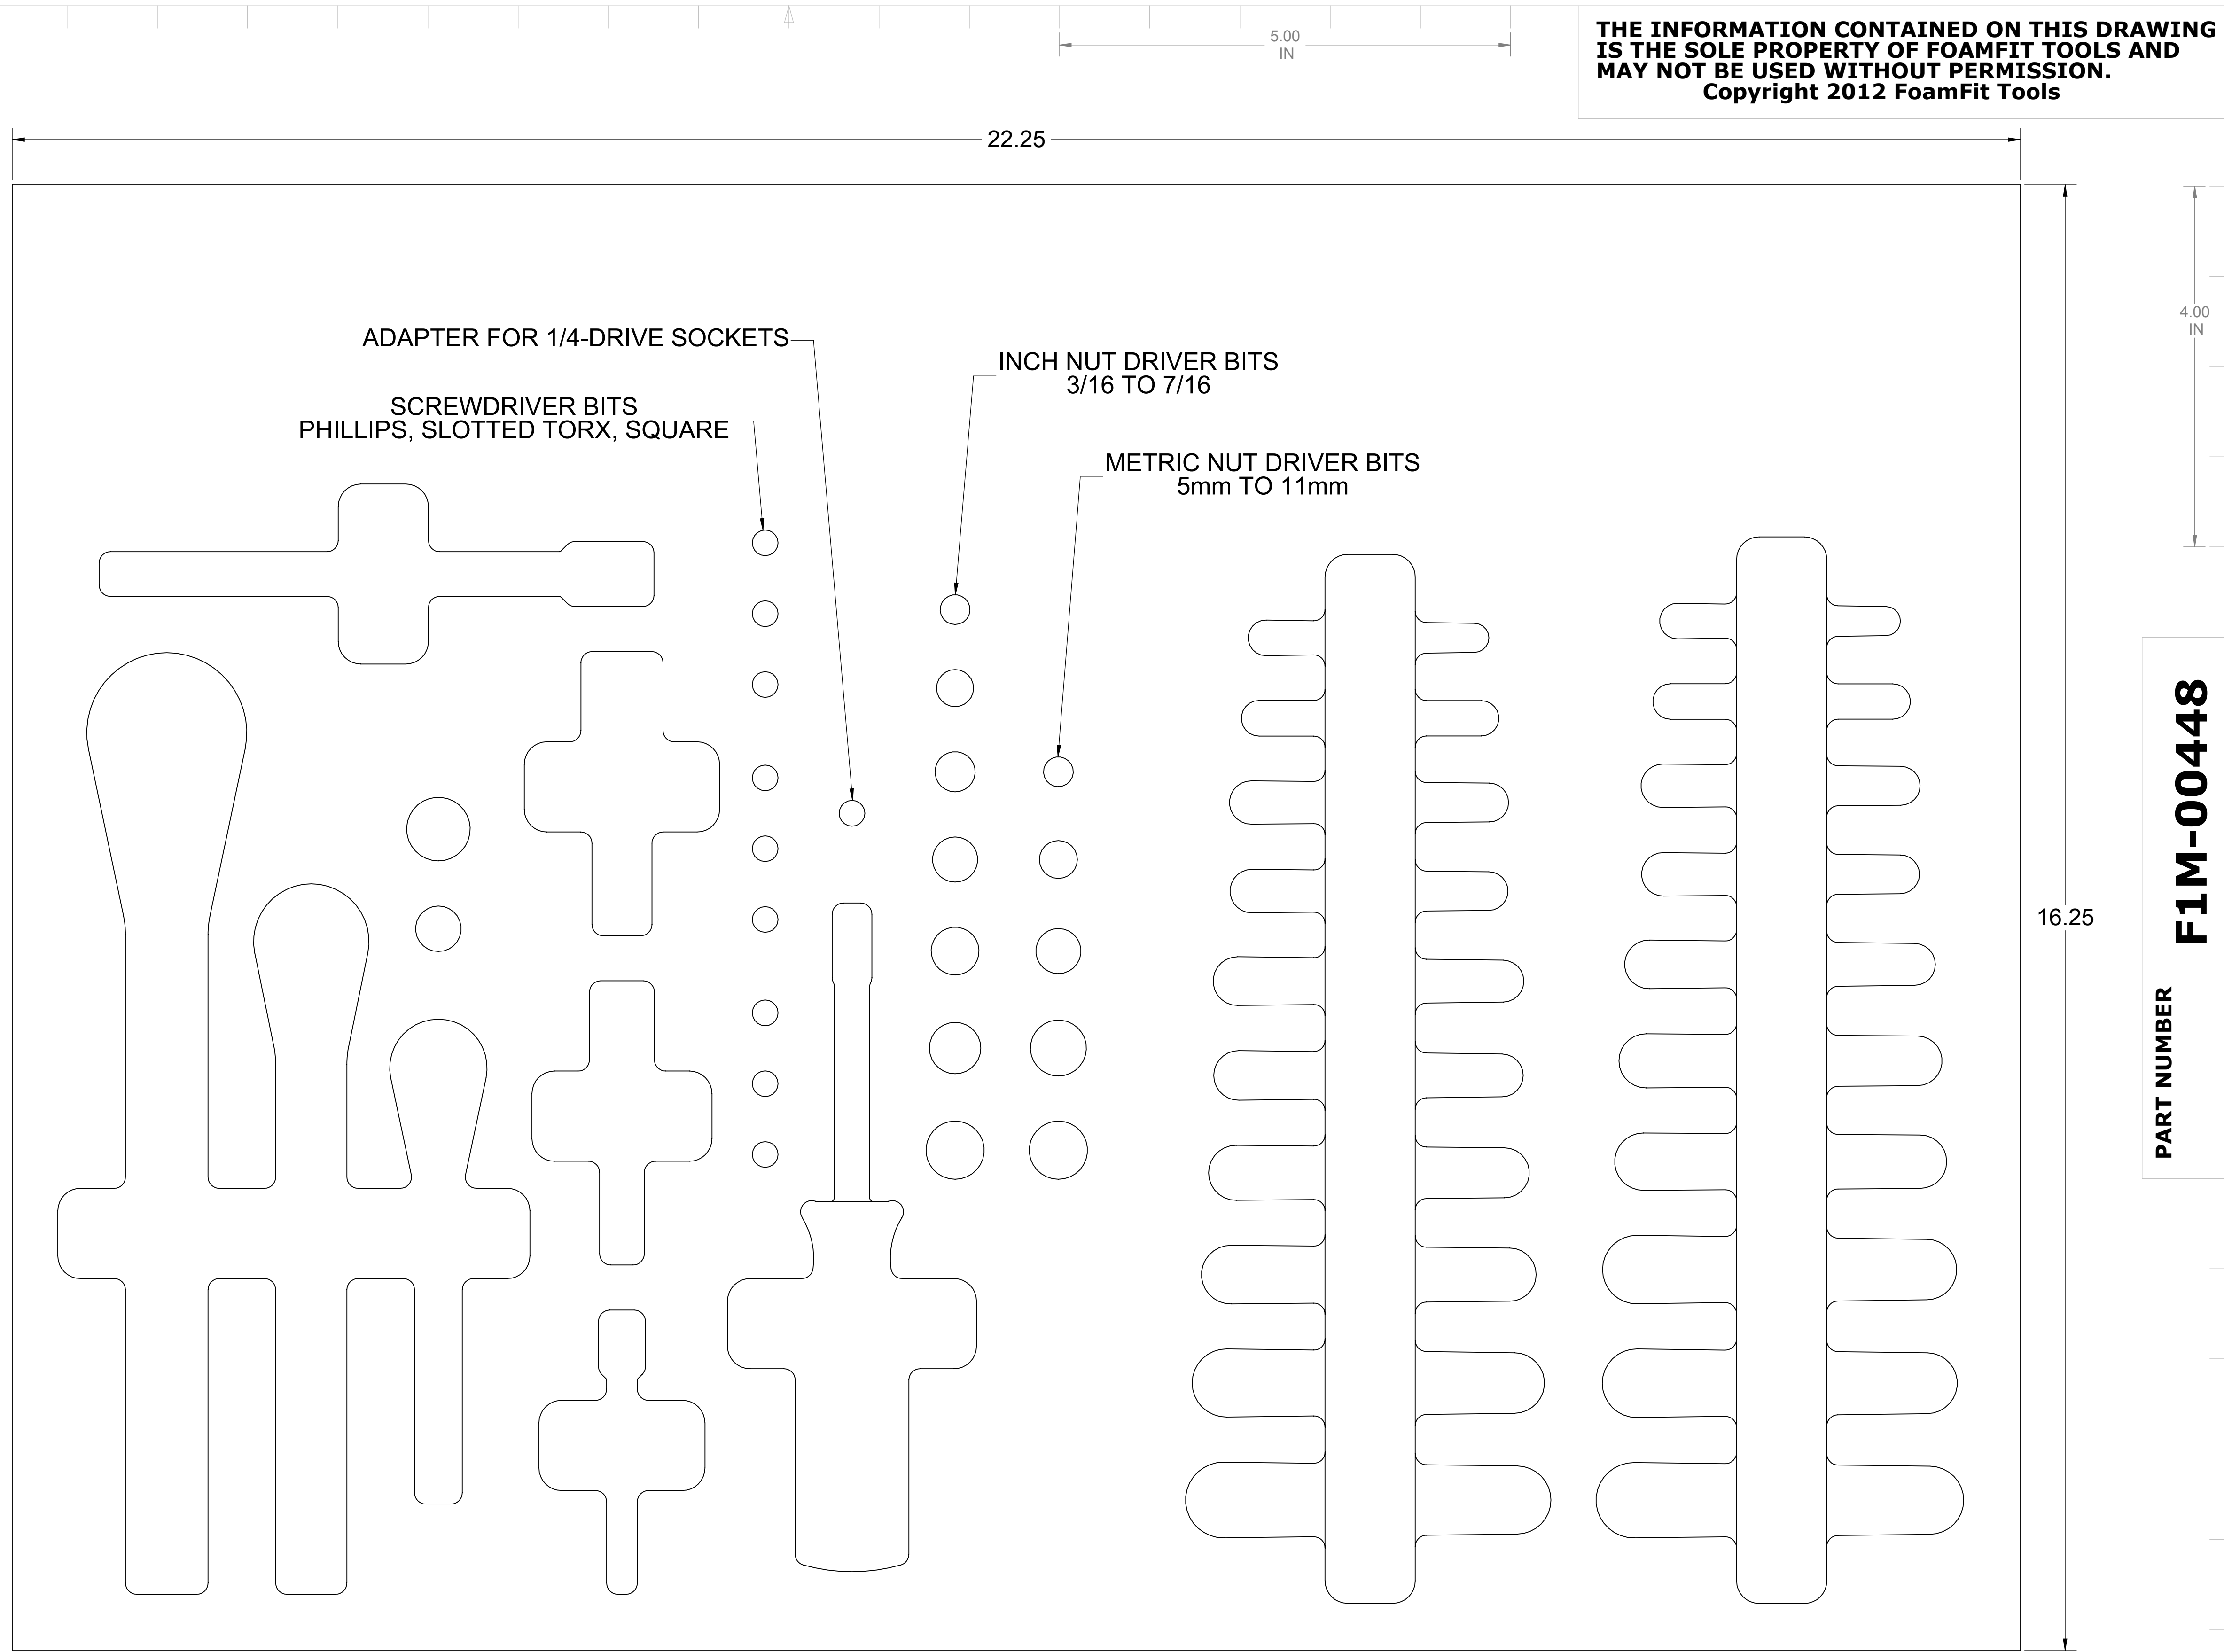 5.00
IN
THE INFORMATION CONTAINED ON THIS DRAWING
IS THE SOLE PROPERTY OF FOAMFIT TOOLS AND
MAY NOT BE USED WITHOUT PERMISSION.
Copyright 2012 FoamFit Tools
22.25
4.00
IN
ADAPTER FOR 1/4-DRIVE SOCKETS
INCH NUT DRIVER BITS
3/16 TO 7/16
SCREWDRIVER BITS
PHILLIPS, SLOTTED TORX, SQUARE
METRIC NUT DRIVER BITS
5mm TO 11mm
16.25
PART NUMBER
F1M-00448